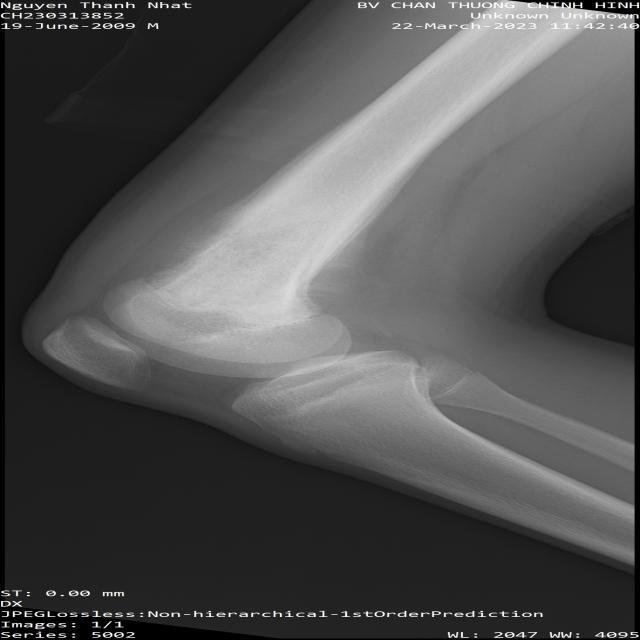 Nguyen Thanh Nhat
CH230313852
19-June-2009 M
BV CHAN THUONG CHINH HINH
Unknown Unknown
22-March-2023 11:42:40
ST: 0.00 mm
DX
JPEGLossless:Non-hierarchical-1stOrderPrediction
Images: 1/1
Series: 5002
WL: 2047 WW: 4095